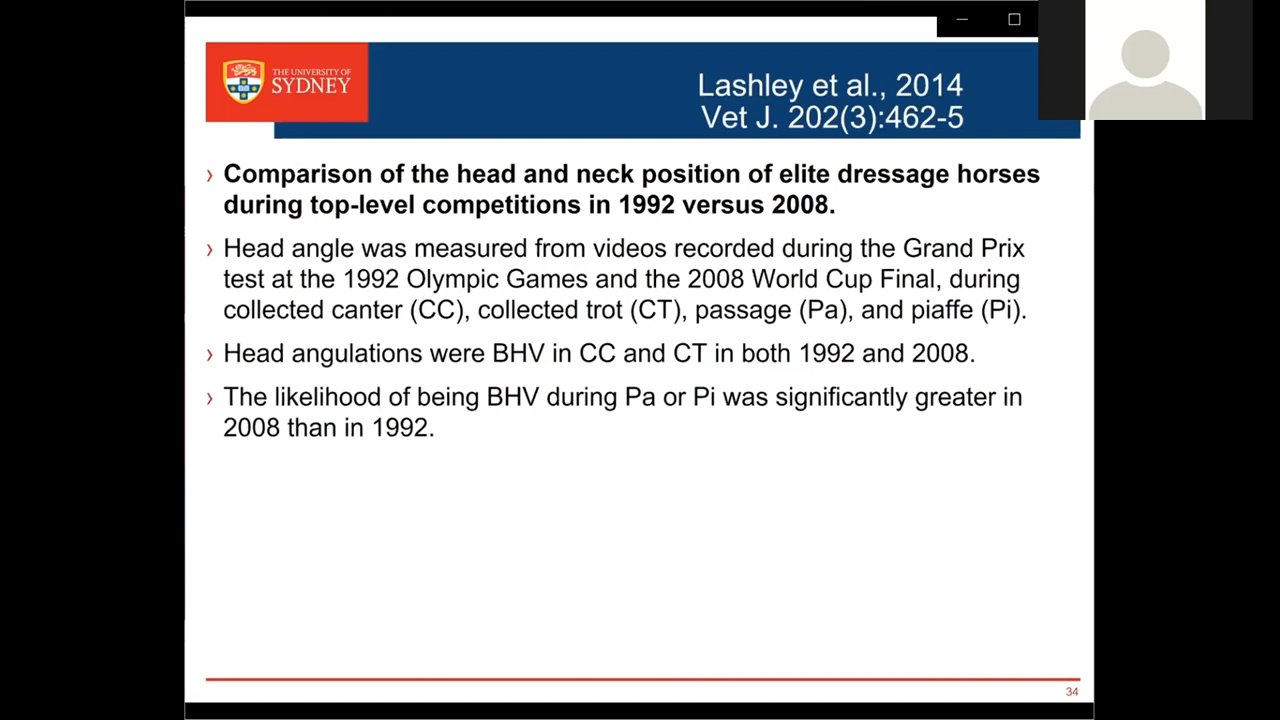 THE UNIVERSITY OF
SYDNEY
Lashley et al., 2014
Vet J. 202(3):462-5
› Comparison of the head and neck position of elite dressage horses
during top-level competitions in 1992 versus 2008.
› Head angle was measured from videos recorded during the Grand Prix
test at the 1992 Olympic Games and the 2008 World Cup Final, during
collected canter (CC), collected trot (CT), passage (Pa), and piaffe (Pi).
› Head angulations were BHV in CC and CT in both 1992 and 2008.
› The likelihood of being BHV during Pa or Pi was significantly greater in
2008 than in 1992.
34